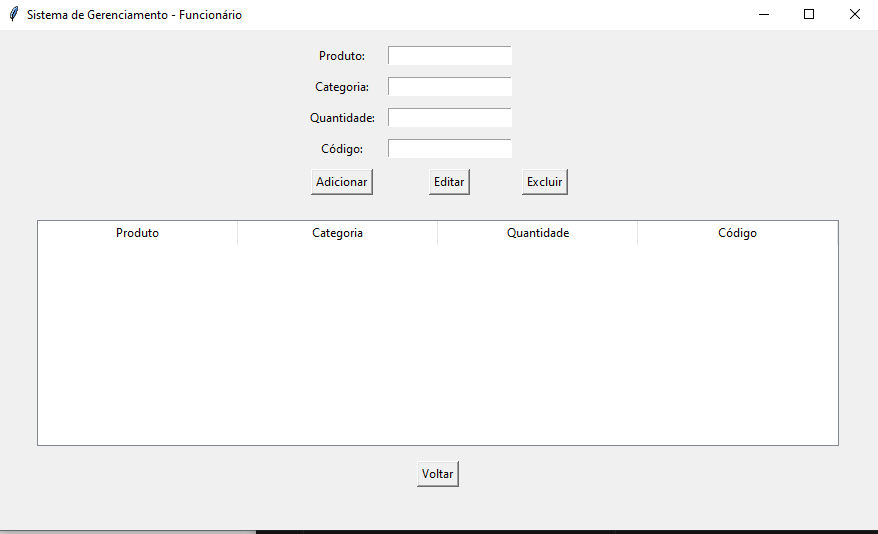 Sistema de Gerenciamento - Funcionário
Produto:
Categoria:
Quantidade:
Código:
Adicionar Editar Excluir
Produto Categoria Quantidade Código
Voltar